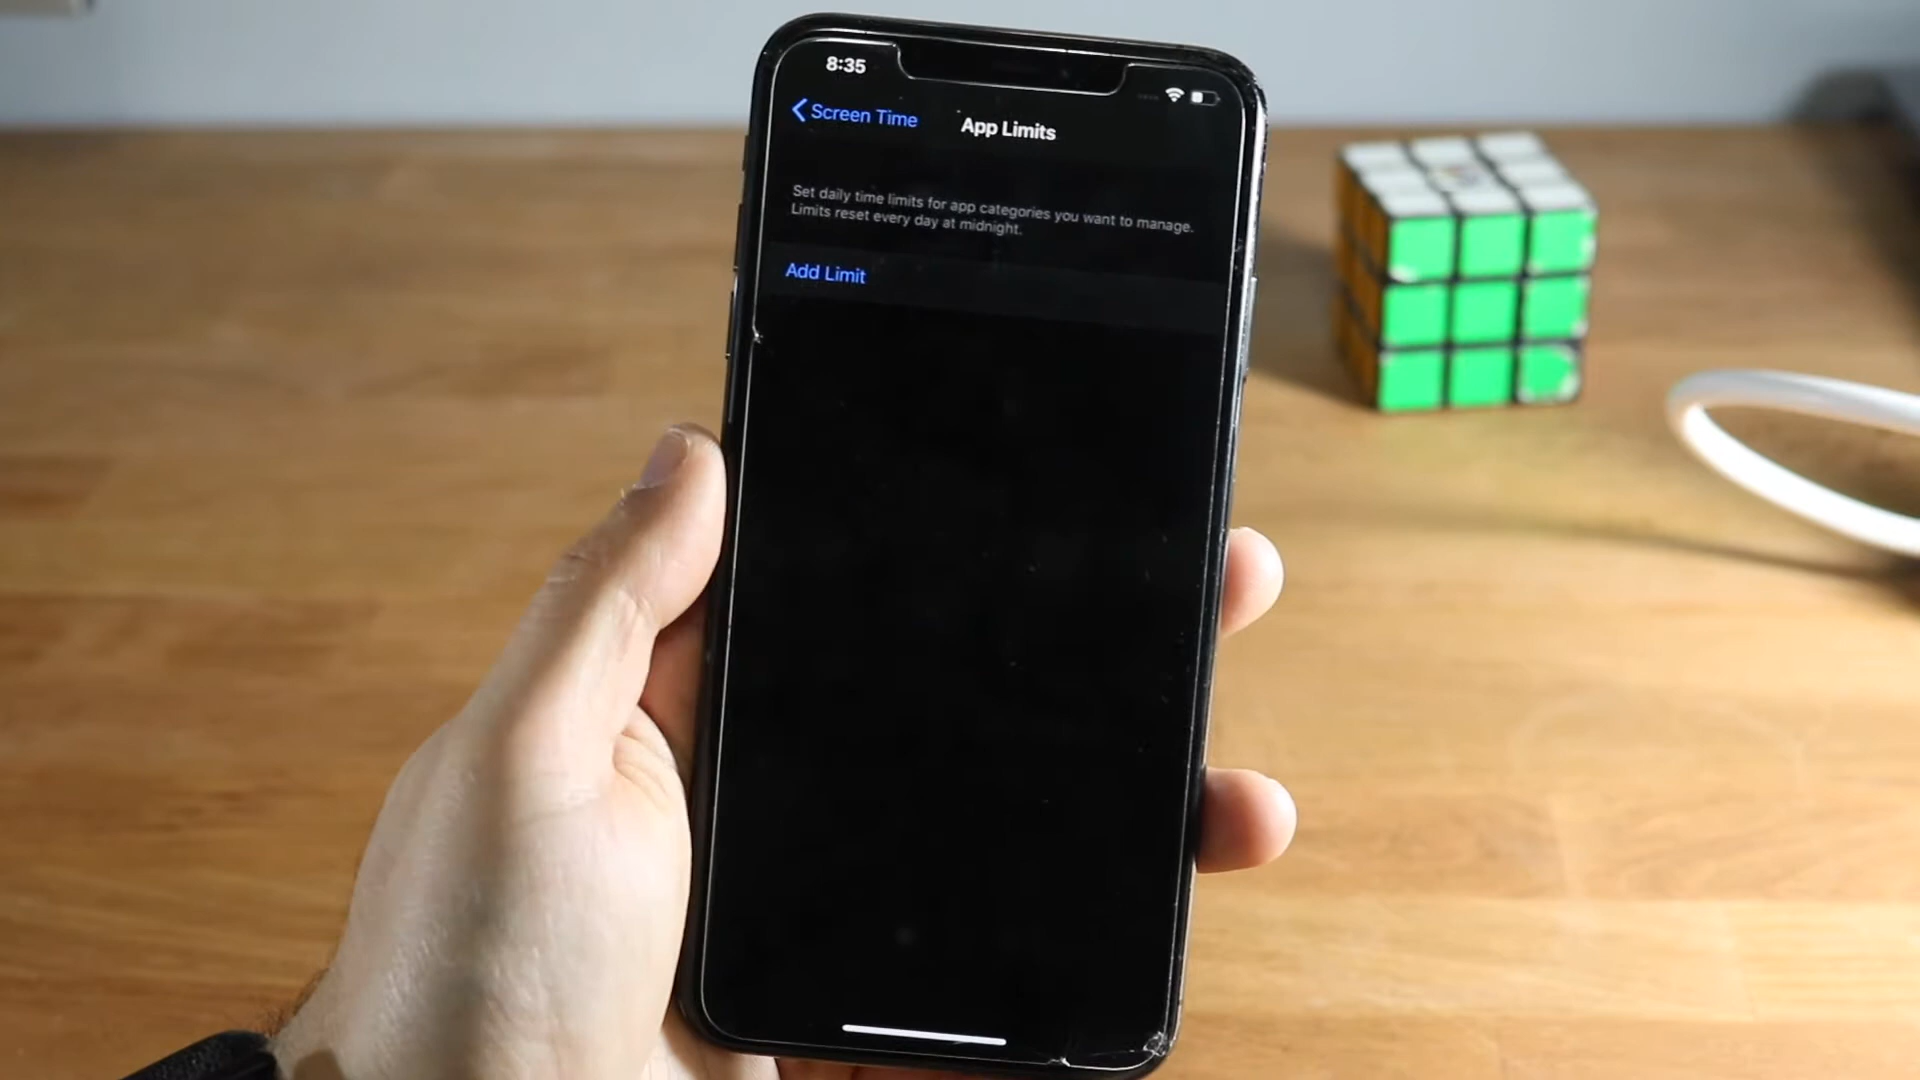 8:35
Screen Time
App Limits
Set daily time limits for app categories you want to manage.
Limits reset every day at midnight.
Add Limit